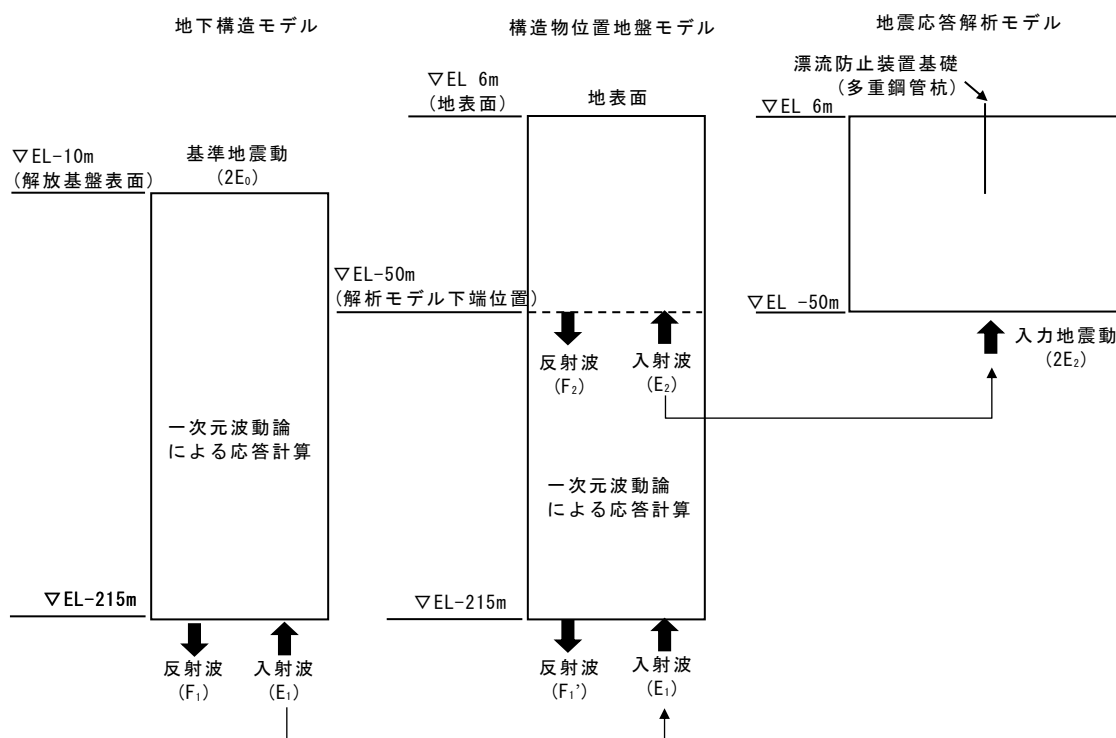 地下構造モデル
▽EL-10m
(解放基盤表面)
基準地震動
(2E₀)
一次元波動論
による応答計算
▽EL-215m
反射波
(F₁)
入射波
(E₁)
構造物位置地盤モデル
▽EL 6m
(地表面)
地表面
▽EL-50m
(解析モデル下端位置)
反射波
(F₂)
入射波
(E₂)
一次元波動論
による応答計算
▽EL-215m
反射波
(F₁')
入射波
(E₁)
地震応答解析モデル
漂流防止装置基礎
(多重鋼管杭)
▽EL 6m
▽EL -50m
入力地震動
(2E₂)